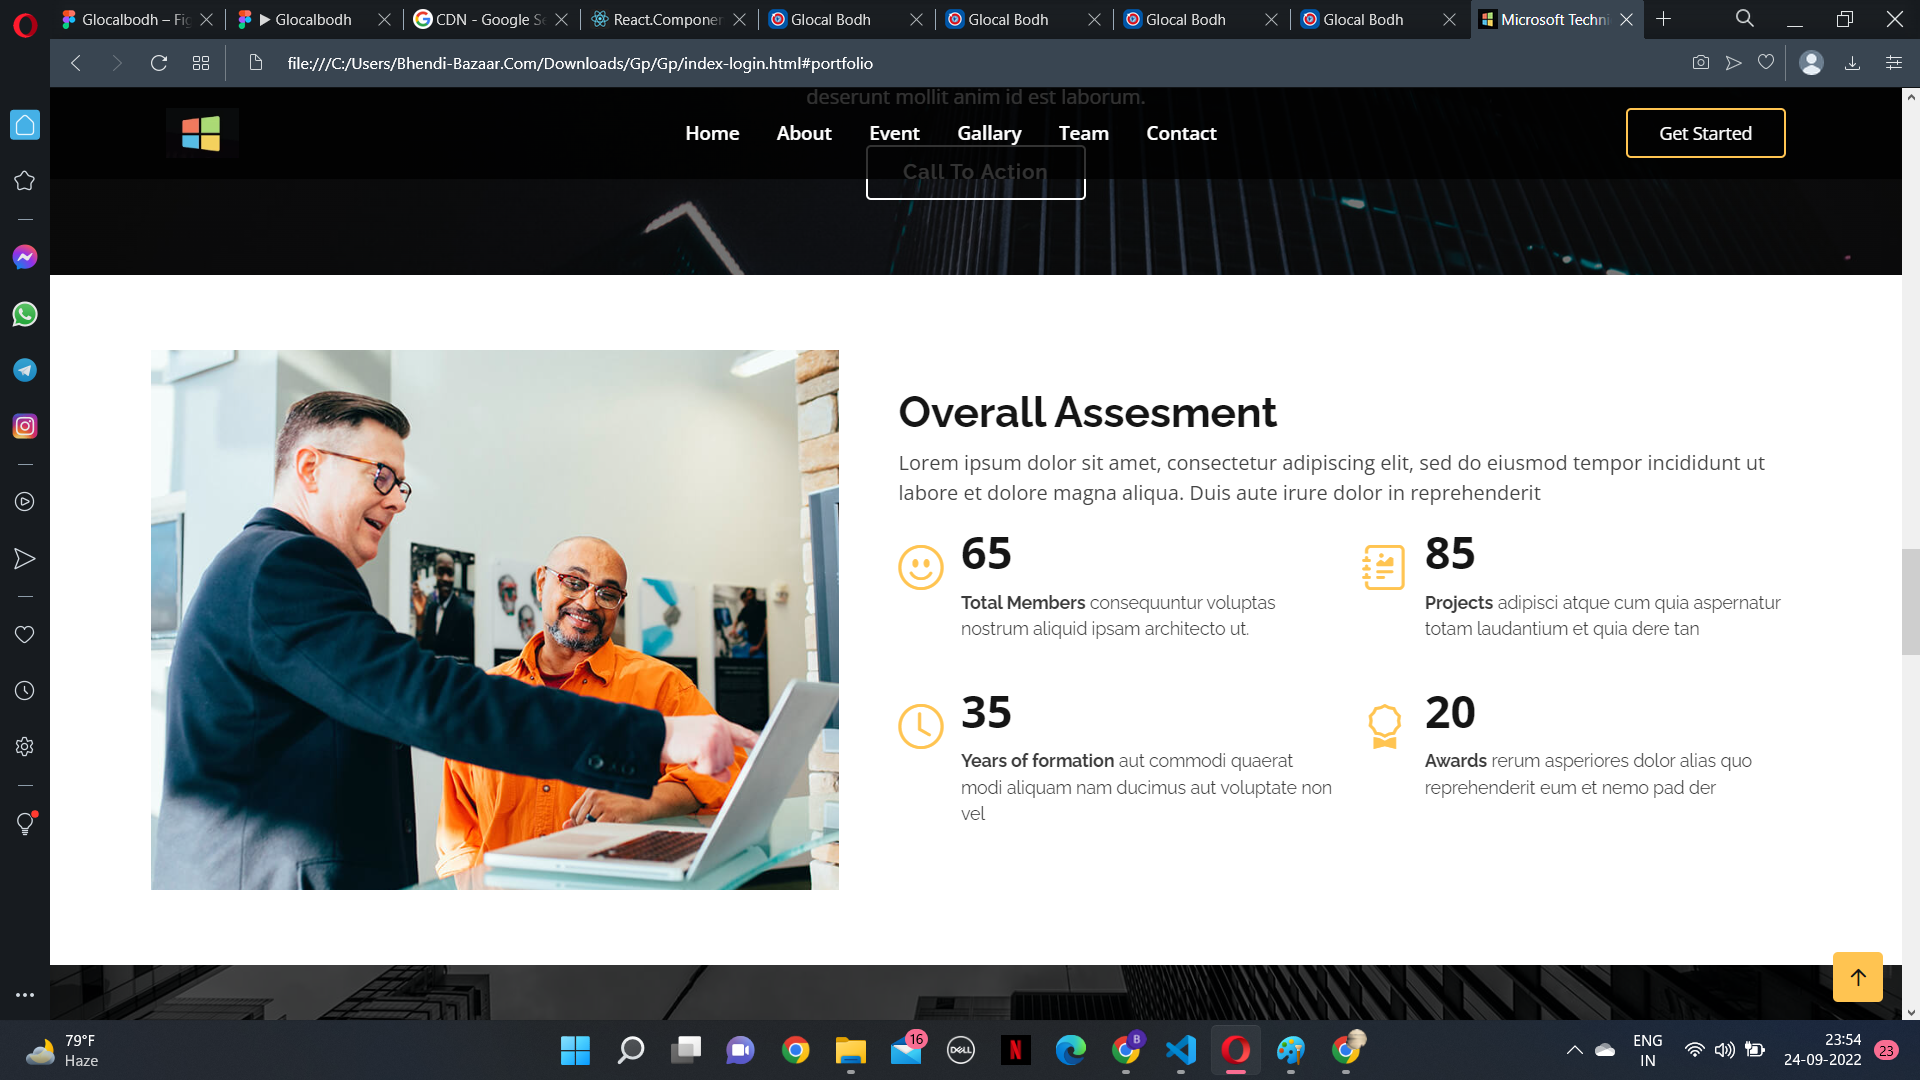 Glocalbodh – Fig
Glocalbodh
CDN - Google Se
React.Componen
Glocal Bodh
Glocal Bodh
Glocal Bodh
Glocal Bodh
Microsoft Techni
file:///C:/Users/Bhendi-Bazaar.Com/Downloads/Gp/Gp/index-login.html#portfolio
deserunt mollit anim id est laborum.
Home About Event Gallary Team Contact
Get Started
Call To Action
Overall Assesment
Lorem ipsum dolor sit amet, consectetur adipiscing elit, sed do eiusmod tempor incididunt ut
labore et dolore magna aliqua. Duis aute irure dolor in reprehenderit
65
Total Members consequuntur voluptas
nostrum aliquid ipsam architecto ut.
85
Projects adipisci atque cum quia aspernatur
totam laudantium et quia dere tan
35
Years of formation aut commodi quaerat
modi aliquam nam ducimus aut voluptate non
vel
20
Awards rerum asperiores dolor alias quo
reprehenderit eum et nemo pad der
79°F
Haze
16
DELL
N
B
ENG
IN
23:54
24-09-2022
23